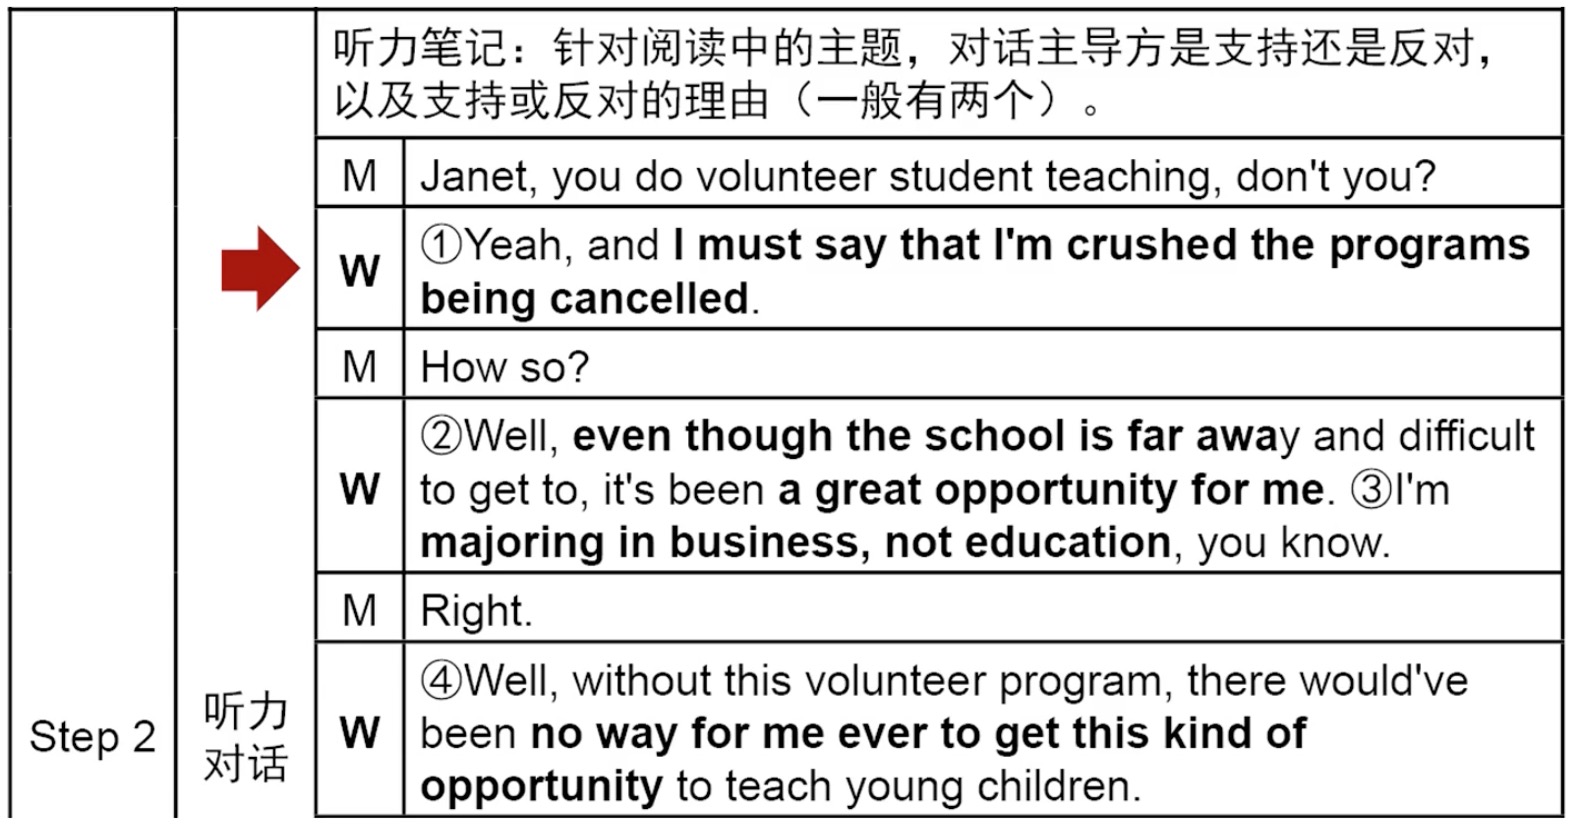 听力笔记：针对阅读中的主题，对话主导方是支持还是反对，
以及支持或反对的理由（一般有两个）。
M Janet, you do volunteer student teaching, don't you?
W ①Yeah, and I must say that I'm crushed the programs
being cancelled.
M How so?
W ②Well, even though the school is far away and difficult
to get to, it's been a great opportunity for me. ③I'm
majoring in business, not education, you know.
M Right.
Step 2
听力
对话
W ④Well, without this volunteer program, there would've
been no way for me ever to get this kind of
opportunity to teach young children.